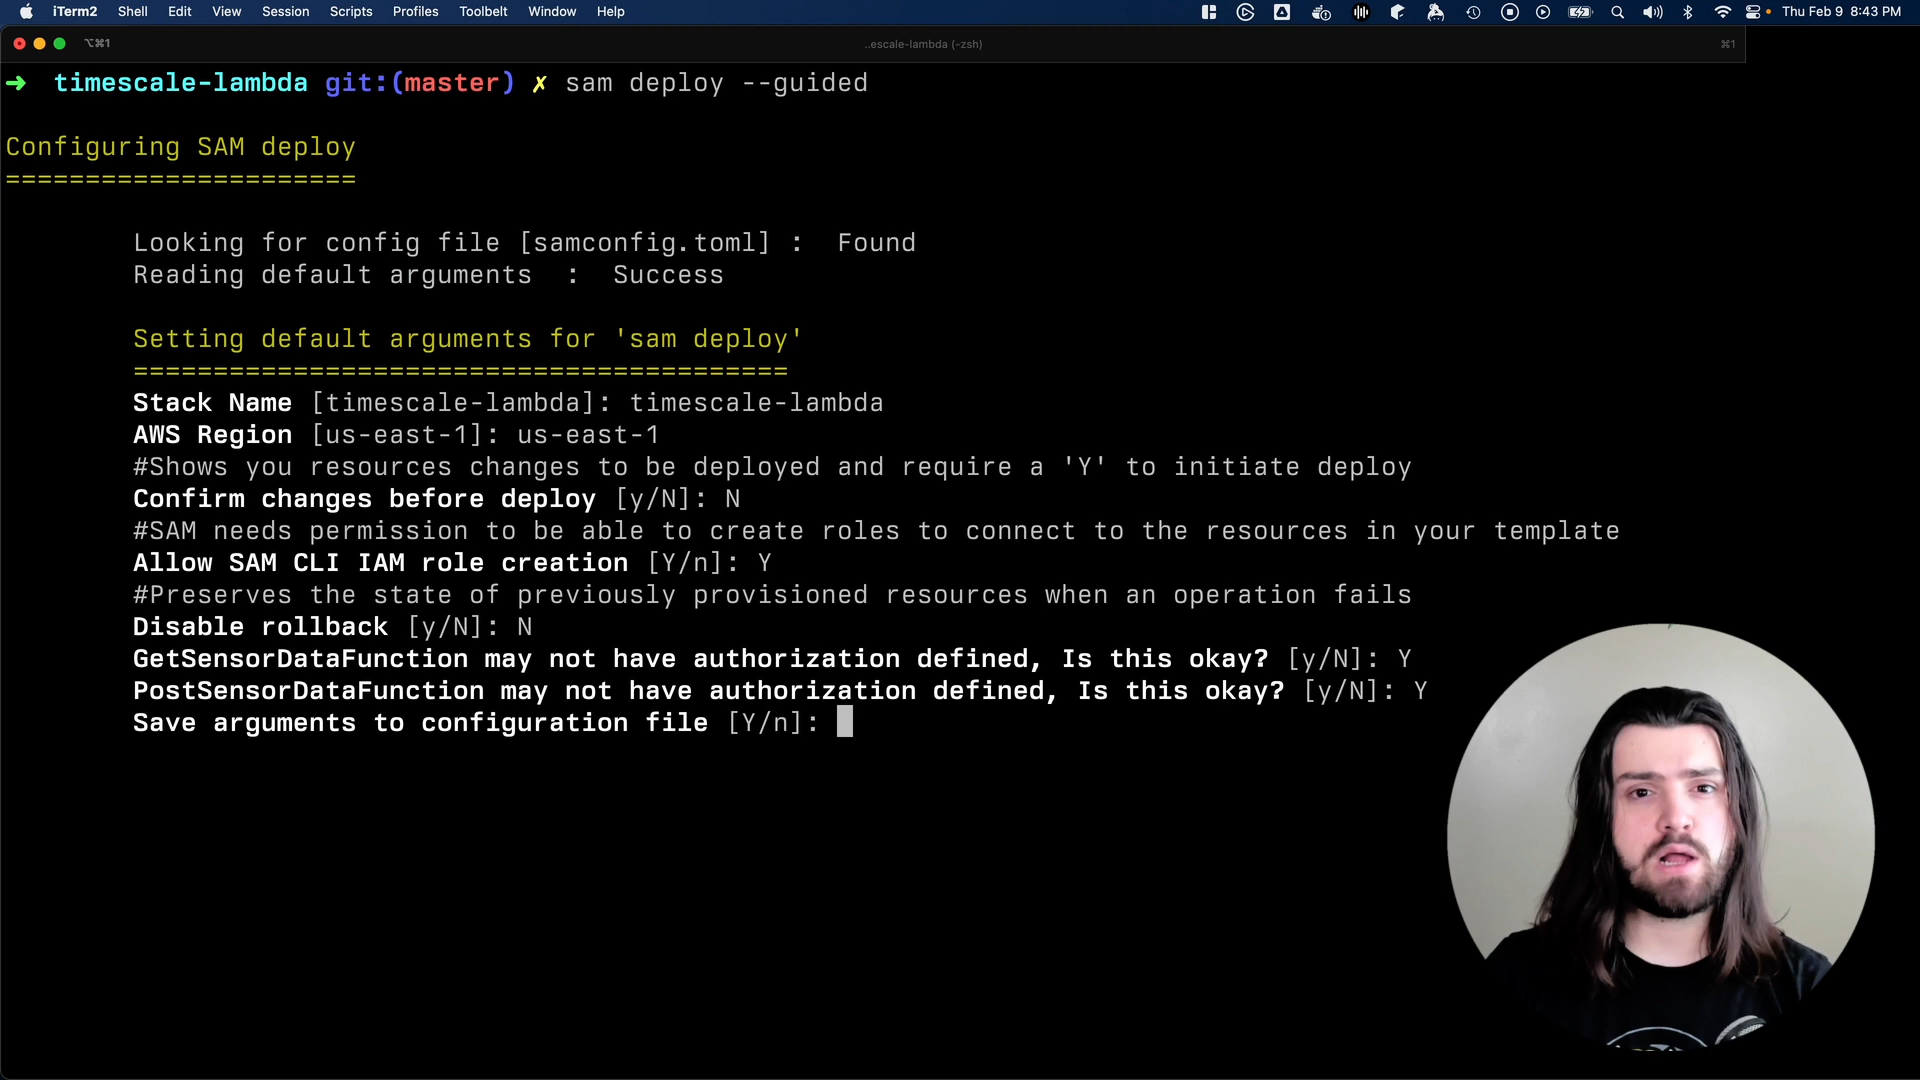 iTerm2 Shell Edit View Session Scripts Profiles Toolbelt Window Help Thu Feb 9 8:43 PM
⌥⌘1 ..escale-lambda (-zsh) ⌘1
➜ timescale-lambda git:(master) ✗ sam deploy --guided
Configuring SAM deploy
======================
Looking for config file [samconfig.toml] : Found
Reading default arguments : Success
Setting default arguments for 'sam deploy'
=========================================
Stack Name [timescale-lambda]: timescale-lambda
AWS Region [us-east-1]: us-east-1
#Shows you resources changes to be deployed and require a 'Y' to initiate deploy
Confirm changes before deploy [y/N]: N
#SAM needs permission to be able to create roles to connect to the resources in your template
Allow SAM CLI IAM role creation [Y/n]: Y
#Preserves the state of previously provisioned resources when an operation fails
Disable rollback [y/N]: N
GetSensorDataFunction may not have authorization defined, Is this okay? [y/N]: Y
PostSensorDataFunction may not have authorization defined, Is this okay? [y/N]: Y
Save arguments to configuration file [Y/n]: